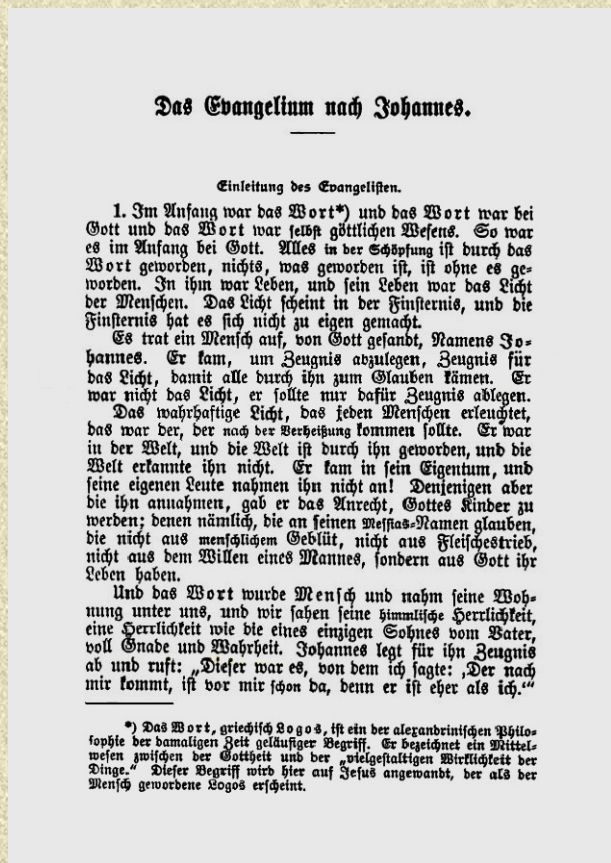 Das Evangelium nach Johannes.
Einleitung des Evangelisten.
1. Im Anfang war das Wort*) und das Wort war bei
Gott und das Wort war selbst göttlichen Wesens. So war
es im Anfang bei Gott. Alles in der Schöpfung ist durch das
Wort geworden, nichts, was geworden ist, ist ohne es ge-
worden. In ihm war Leben, und sein Leben war das Licht
der Menschen. Das Licht scheint in der Finsternis, und die
Finsternis hat es sich nicht zu eigen gemacht.
Es trat ein Mensch auf, von Gott gesandt, Namens Jo-
hannes. Er kam, um Zeugnis abzulegen, Zeugnis für
das Licht, damit alle durch ihn zum Glauben kämen. Er
war nicht das Licht, er sollte nur dafür Zeugnis ablegen.
Das wahrhaftige Licht, das jeden Menschen erleuchtet,
das war der, der nach der Verheißung kommen sollte. Er war
in der Welt, und die Welt ist durch ihn geworden, und die
Welt erkannte ihn nicht. Er kam in sein Eigentum, und
seine eigenen Leute nahmen ihn nicht an! Denjenigen aber
die ihn annahmen, gab er das Anrecht, Gottes Kinder zu
werden; denen nämlich, die an seinen Messias-Namen glauben,
die nicht aus menschlichem Geblüt, nicht aus Fleischestrieb,
nicht aus dem Willen eines Mannes, sondern aus Gott ihr
Leben haben.
Und das Wort wurde Mensch und nahm seine Woh-
nung unter uns, und wir sahen seine himmlische Herrlichkeit,
eine Herrlichkeit wie die eines einzigen Sohnes vom Vater,
voll Gnade und Wahrheit. Johannes legt für ihn Zeugnis
ab und ruft: „Dieser war es, von dem ich sagte: ‚Der nach
mir kommt, ist vor mir schon da, denn er ist eher als ich.‘“
*) Das Wort, griechisch Logos, ist ein der alexandrinischen Philo-
sophie der damaligen Zeit geläufiger Begriff. Er bezeichnet ein Mittel-
wesen zwischen der Gottheit und der „vielgestaltigen Wirklichkeit der
Dinge.“ Dieser Begriff wird hier auf Jesus angewandt, der als der
Mensch gewordene Logos erscheint.